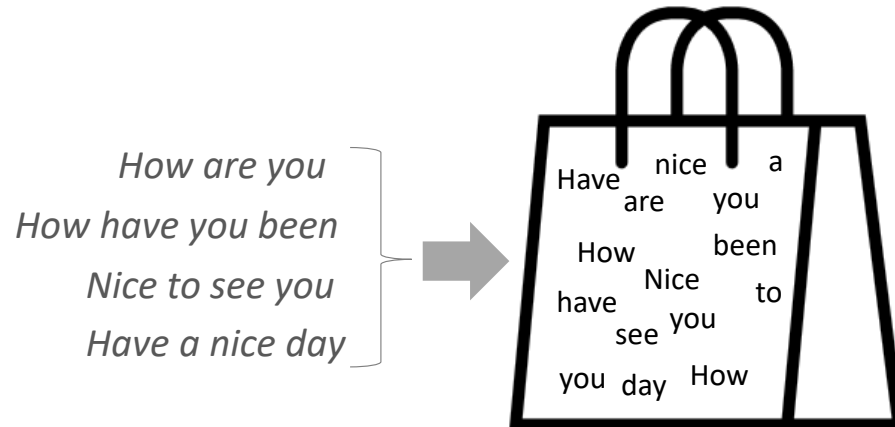 How are you
How have you been
Nice to see you
Have a nice day
Have nice a
are you
How been
Nice to
have you
see
you day How